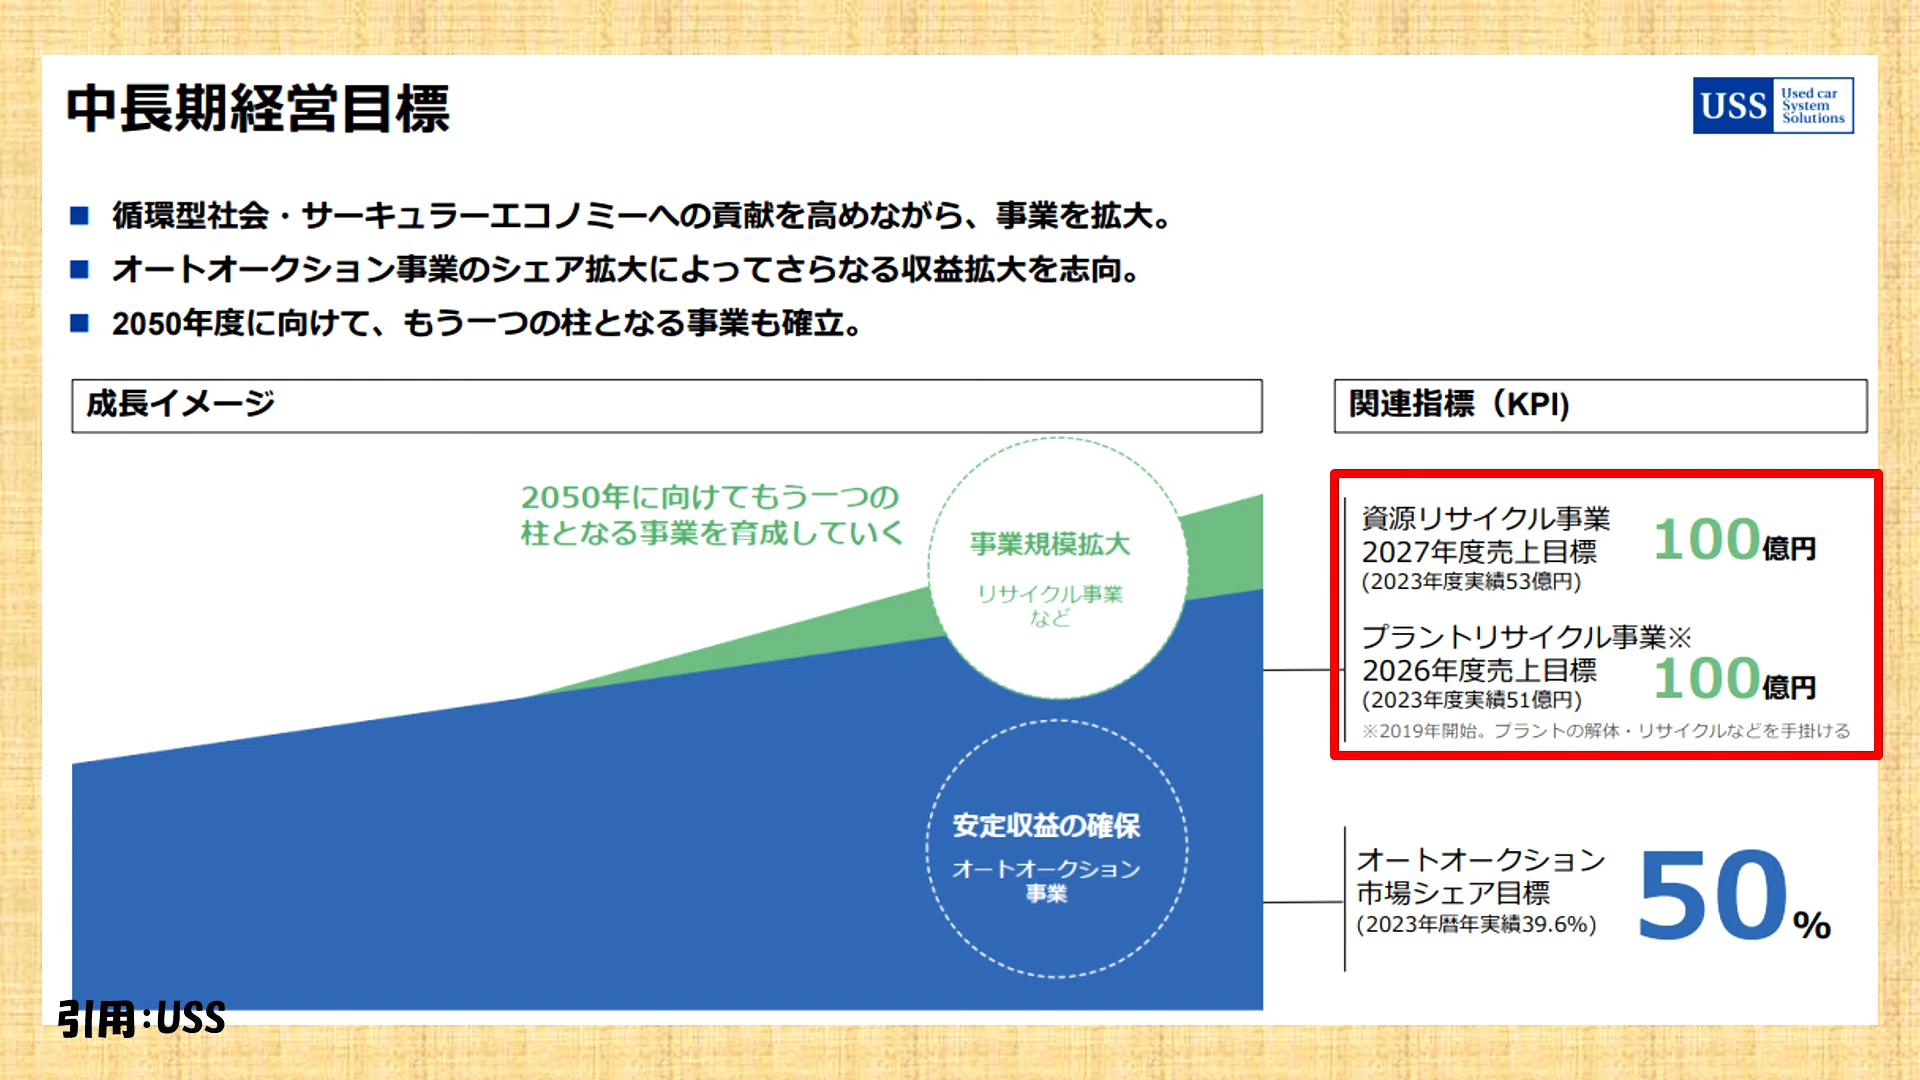 中長期経営目標
USS Used car
System
Solutions
■ 循環型社会・サーキュラーエコノミーへの貢献を高めながら、事業を拡大。
■ オートオークション事業のシェア拡大によってさらなる収益拡大を志向。
■ 2050年度に向けて、もう一つの柱となる事業も確立。
成長イメージ
2050年に向けてもう一つの
柱となる事業を育成していく
事業規模拡大
リサイクル事業
など
安定収益の確保
オートオークション
事業
関連指標（KPI)
資源リサイクル事業
2027年度売上目標
(2023年度実績53億円)
100億円
プラントリサイクル事業※
2026年度売上目標
(2023年度実績51億円)
100億円
※2019年開始。プラントの解体・リサイクルなどを手掛ける
オートオークション
市場シェア目標
(2023年暦年実績39.6%)
50%
引用:USS